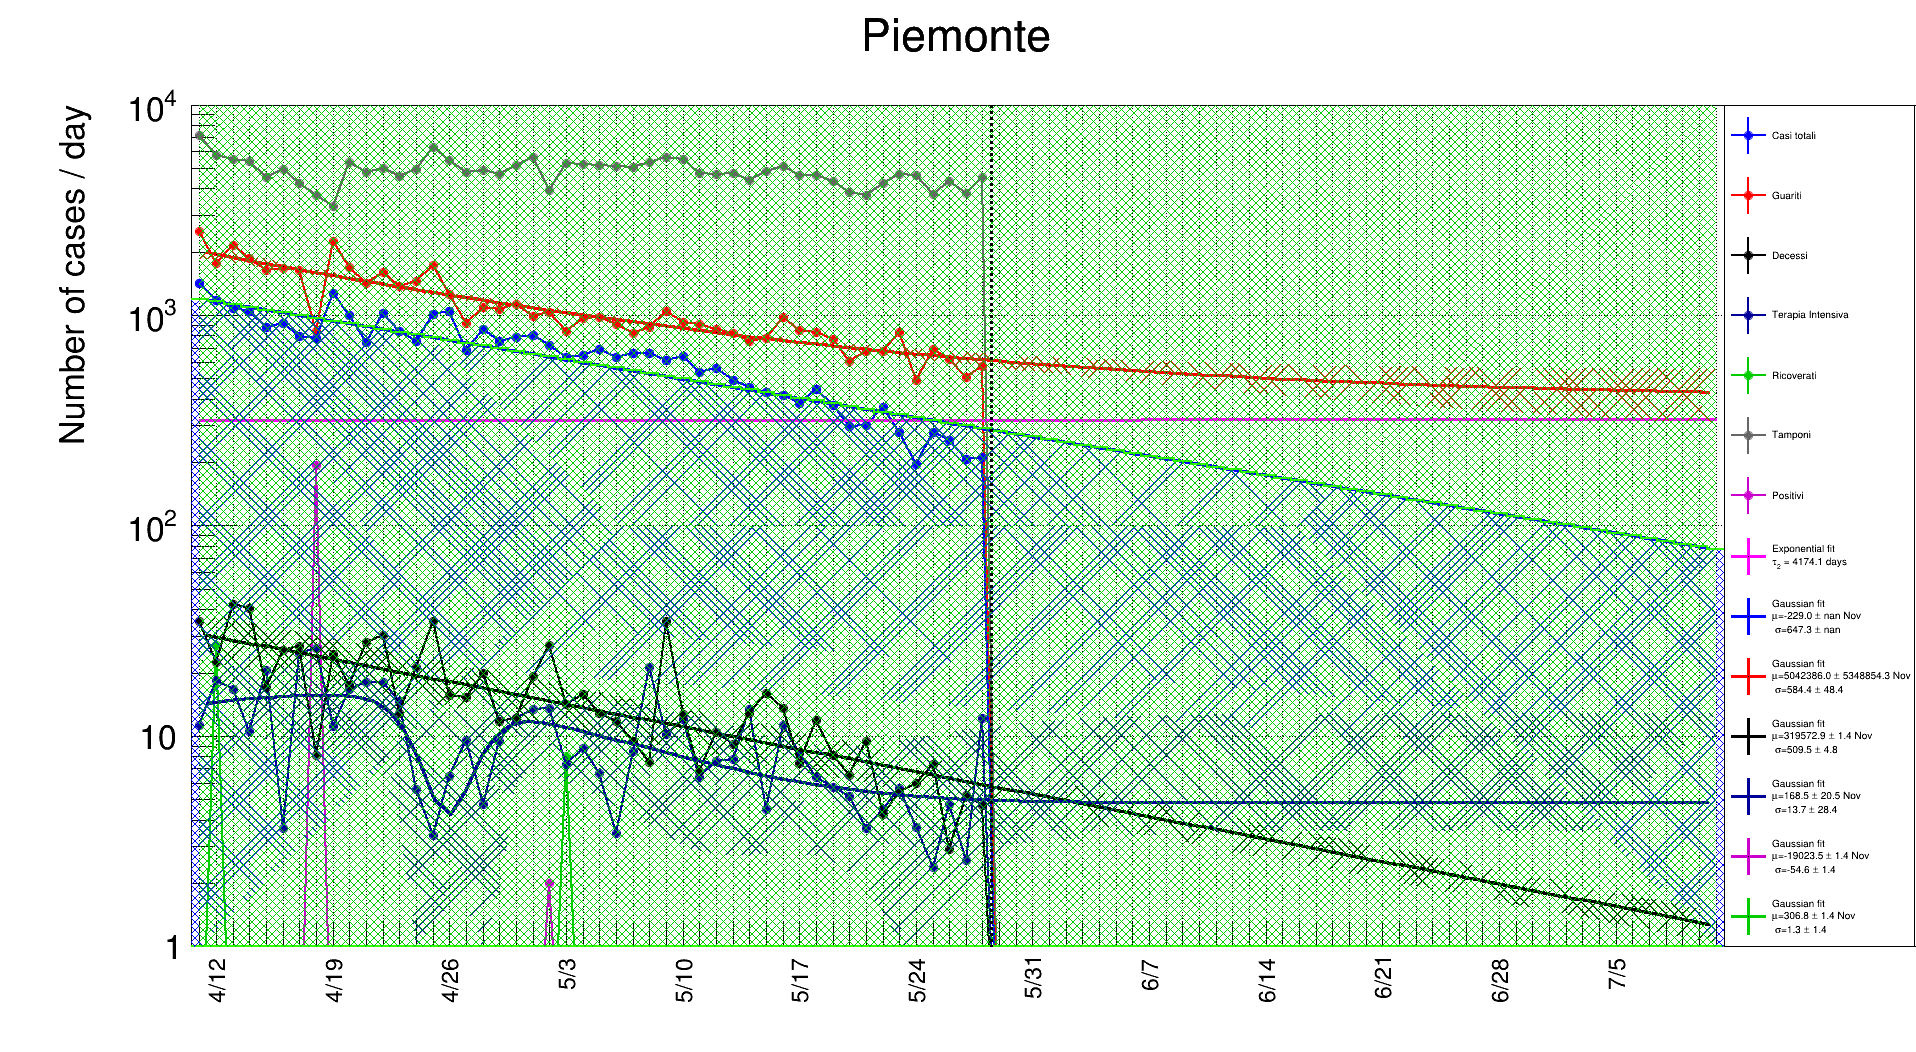 Piemonte
Number of cases / day
10^4
10^3
10^2
10
1
4/12
4/19
4/26
5/3
5/10
5/17
5/24
5/31
6/7
6/14
6/21
6/28
7/5
Casi totali
Guariti
Decessi
Terapia Intensiva
Ricoverati
Tamponi
Positivi
Exponential fit
τ₂ = 4174.1 days
Gaussian fit
μ=-229.0 ± nan Nov
σ=647.3 ± nan
Gaussian fit
μ=5042386.0 ± 5348854.3 Nov
σ=584.4 ± 48.4
Gaussian fit
μ=319572.9 ± 1.4 Nov
σ=509.5 ± 4.8
Gaussian fit
μ=168.5 ± 20.5 Nov
σ=13.7 ± 28.4
Gaussian fit
μ=-19023.5 ± 1.4 Nov
σ=-54.6 ± 1.4
Gaussian fit
μ=306.8 ± 1.4 Nov
σ=1.3 ± 1.4